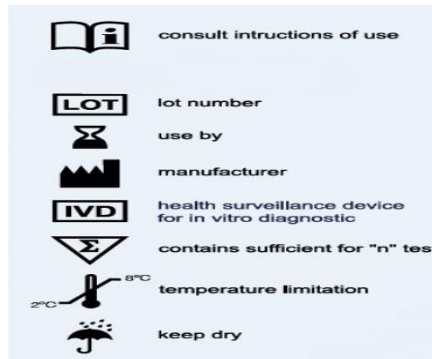 consult intructions of use
LOT lot number
use by
manufacturer
IVD health surveillance device
for in vitro diagnostic
Σ contains sufficient for "n" tes
8°C
temperature limitation
2°C
keep dry